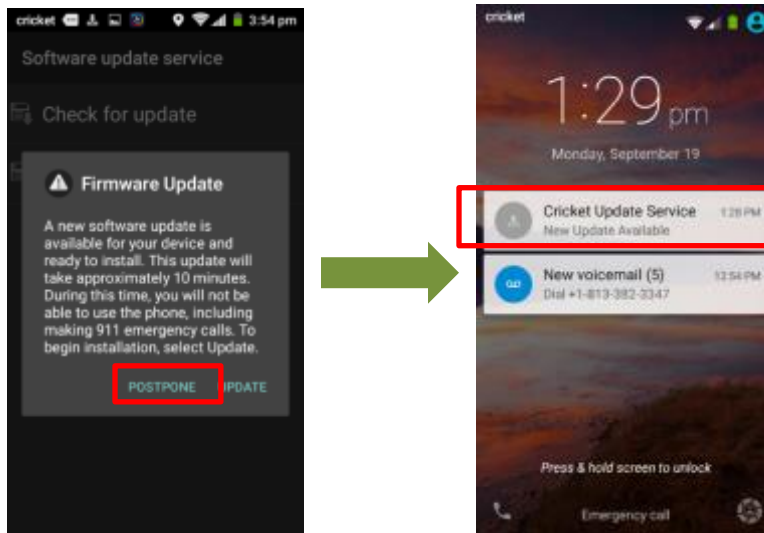 cricket 3:54 pm
Software update service
Check for update
Firmware Update
A new software update is
available for your device and
ready to install. This update will
take approximately 10 minutes.
During this time, you will not be
able to use the phone, including
making 911 emergency calls. To
begin installation, select Update.
POSTPONE UPDATE
cricket
1:29 pm
Monday, September 19
Cricket Update Service 1:28 PM
New Update Available
New voicemail (5) 12:54 PM
Dial +1-813-382-3347
Press & hold screen to unlock
Emergency call